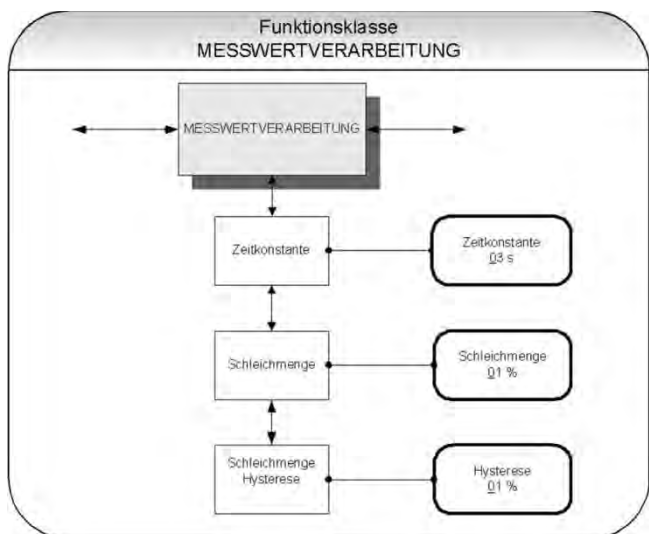 Funktionsklasse
MESSWERTVERARBEITUNG
MESSWERTVERARBEITUNG
Zeitkonstante
Zeitkonstante
03 s
Schleichmenge
Schleichmenge
01 %
Schleichmenge
Hysterese
Hysterese
01 %